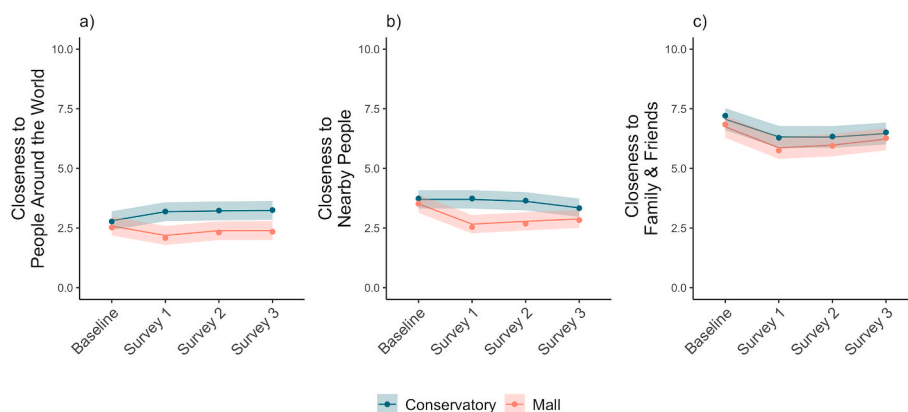 a)
Closeness to
People Around the World
10.0
7.5
5.0
2.5
0.0
Baseline
Survey 1
Survey 2
Survey 3
b)
Closeness to
Nearby People
10.0
7.5
5.0
2.5
0.0
Baseline
Survey 1
Survey 2
Survey 3
c)
Closeness to
Family & Friends
10.0
7.5
5.0
2.5
0.0
Baseline
Survey 1
Survey 2
Survey 3
Conservatory
Mall